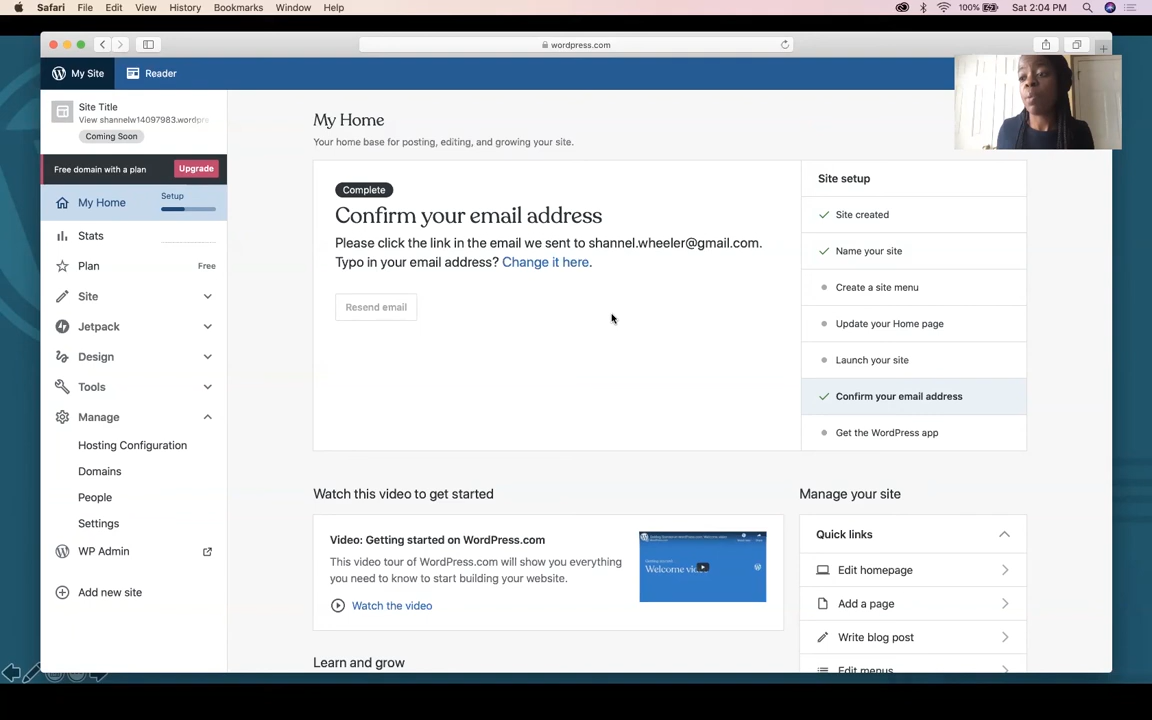 Safari File Edit View History Bookmarks Window Help
100% Sat 2:04 PM
wordpress.com
My Site Reader
Site Title
View shannelw14097983.wordpre
Coming Soon
Free domain with a plan Upgrade
My Home Setup
Stats
Plan Free
Site
Jetpack
Design
Tools
Manage
Hosting Configuration
Domains
People
Settings
WP Admin
Add new site
My Home
Your home base for posting, editing, and growing your site.
Complete
Confirm your email address
Please click the link in the email we sent to shannel.wheeler@gmail.com.
Typo in your email address? Change it here.
Resend email
Site setup
Site created
Name your site
Create a site menu
Update your Home page
Launch your site
Confirm your email address
Get the WordPress app
Watch this video to get started
Video: Getting started on WordPress.com
This video tour of WordPress.com will show you everything
you need to know to start building your website.
Watch the video
Welcome
Manage your site
Quick links
Edit homepage
Add a page
Write blog post
Edit menus
Learn and grow